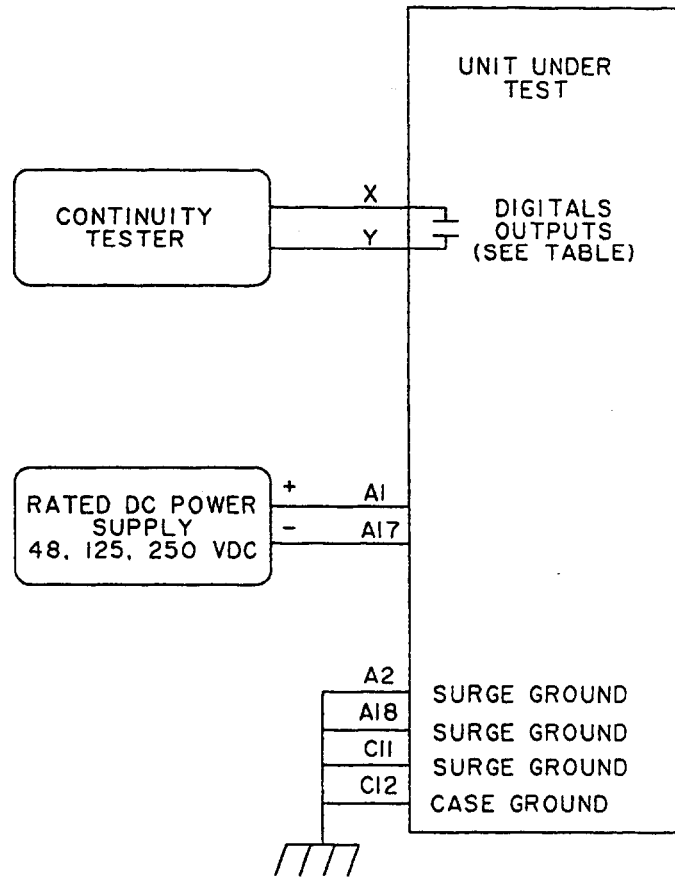 UNIT UNDER
TEST
CONTINUITY
TESTER
X
Y
DIGITALS
OUTPUTS
(SEE TABLE)
RATED DC POWER
SUPPLY
48, 125, 250 VDC
+
A1
-
A17
A2
SURGE GROUND
A18
SURGE GROUND
C11
SURGE GROUND
C12
CASE GROUND